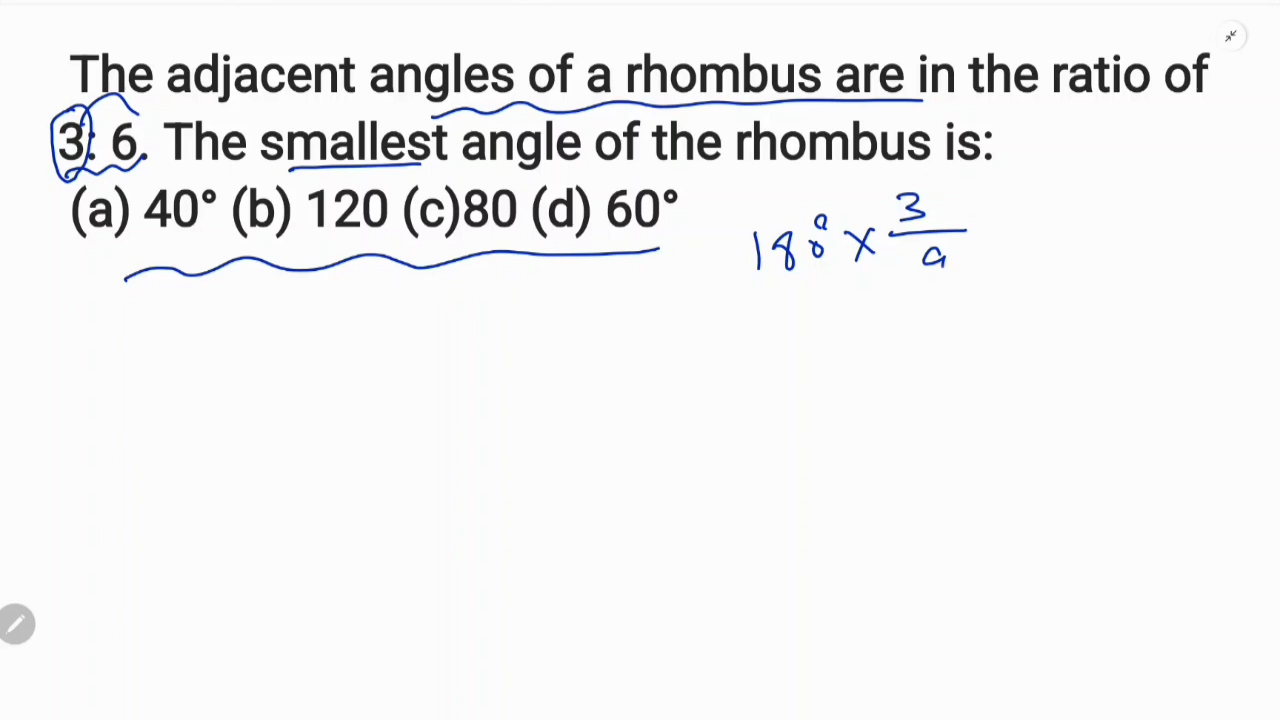 The adjacent angles of a rhombus are in the ratio of
3: 6. The smallest angle of the rhombus is:
(a) 40° (b) 120 (c)80 (d) 60°
180° × 3/9